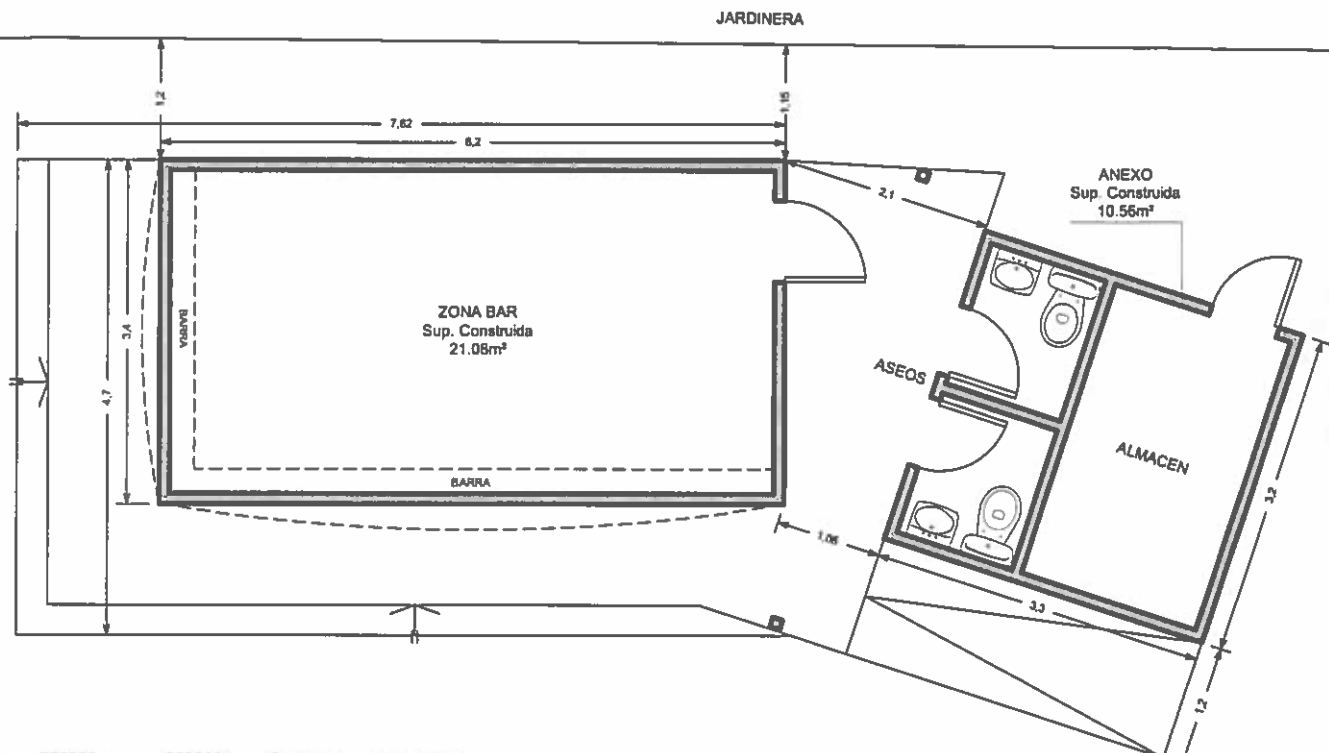 JARDINERA
1,2
1,15
7,62
6,2
2,1
ANEXO
Sup. Construida
10.56m²
ZONA BAR
Sup. Construida
21.08m²
BARRA
3,4
4,7
ASEOS
ALMACEN
BARRA
3,2
1,06
3,3
1,2